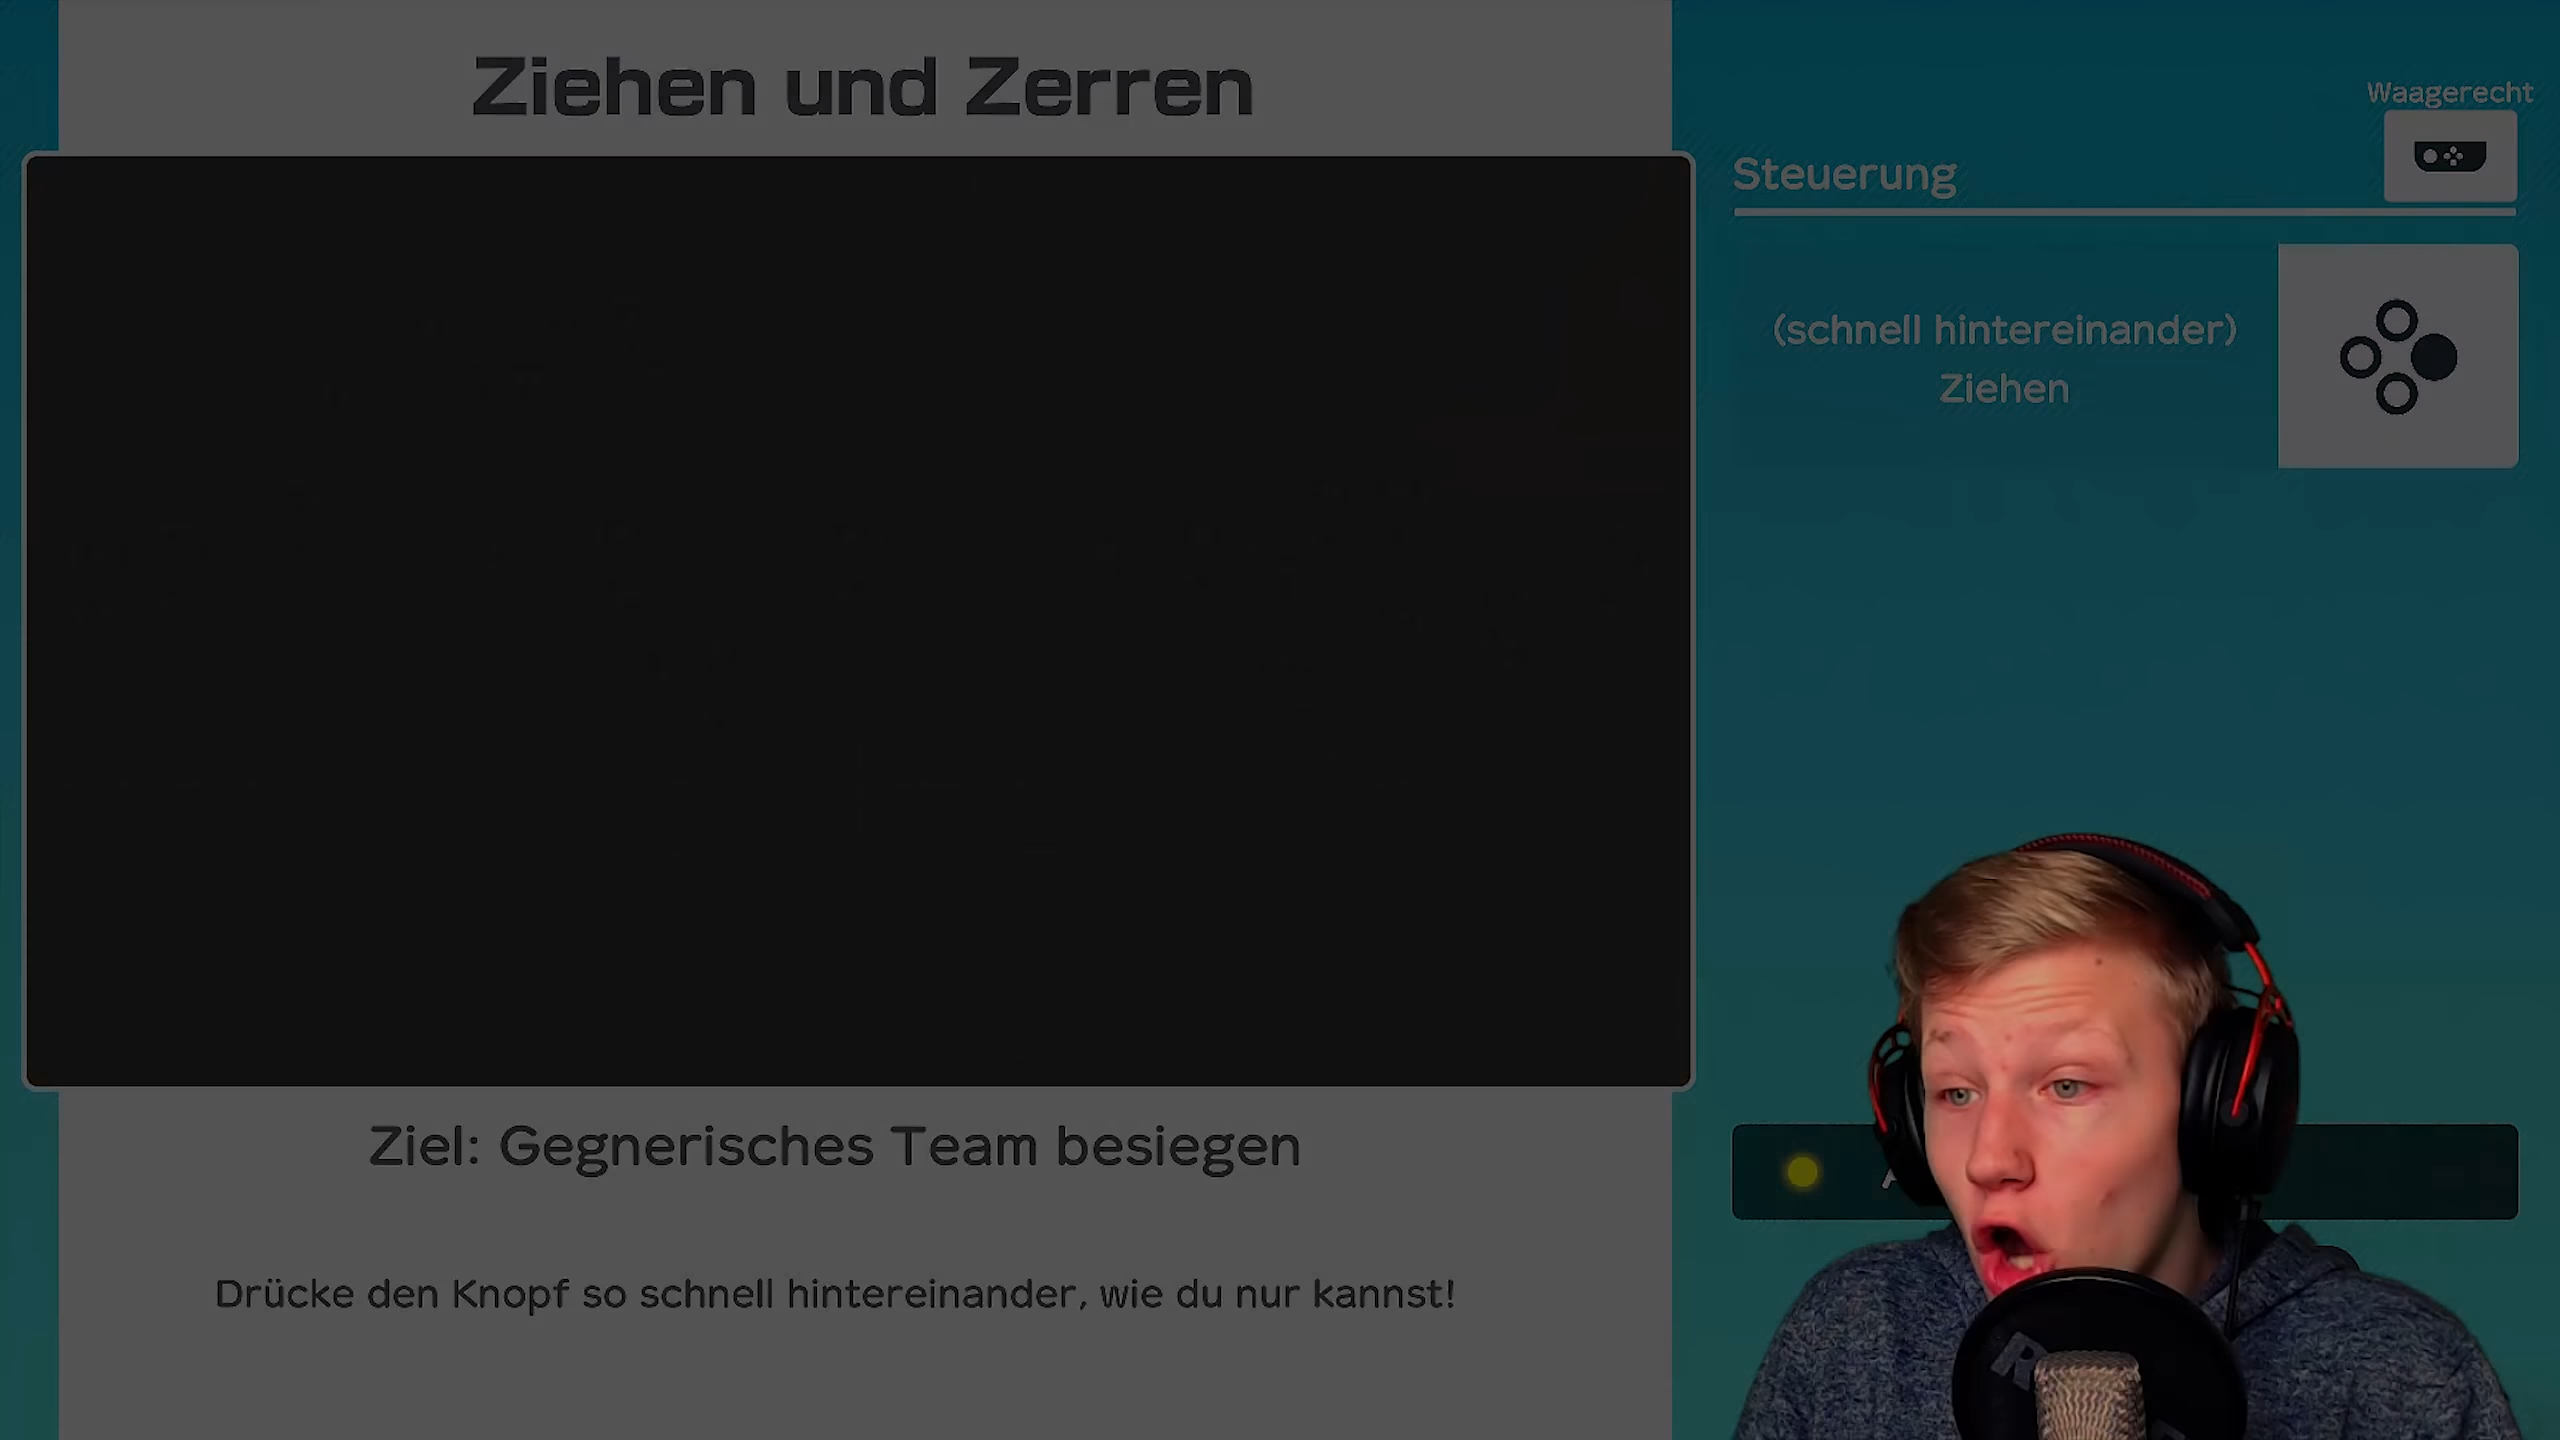 Ziehen und Zerren
Waagerecht
Steuerung
(schnell hintereinander)
Ziehen
Ziel: Gegnerisches Team besiegen
Drücke den Knopf so schnell hintereinander, wie du nur kannst!